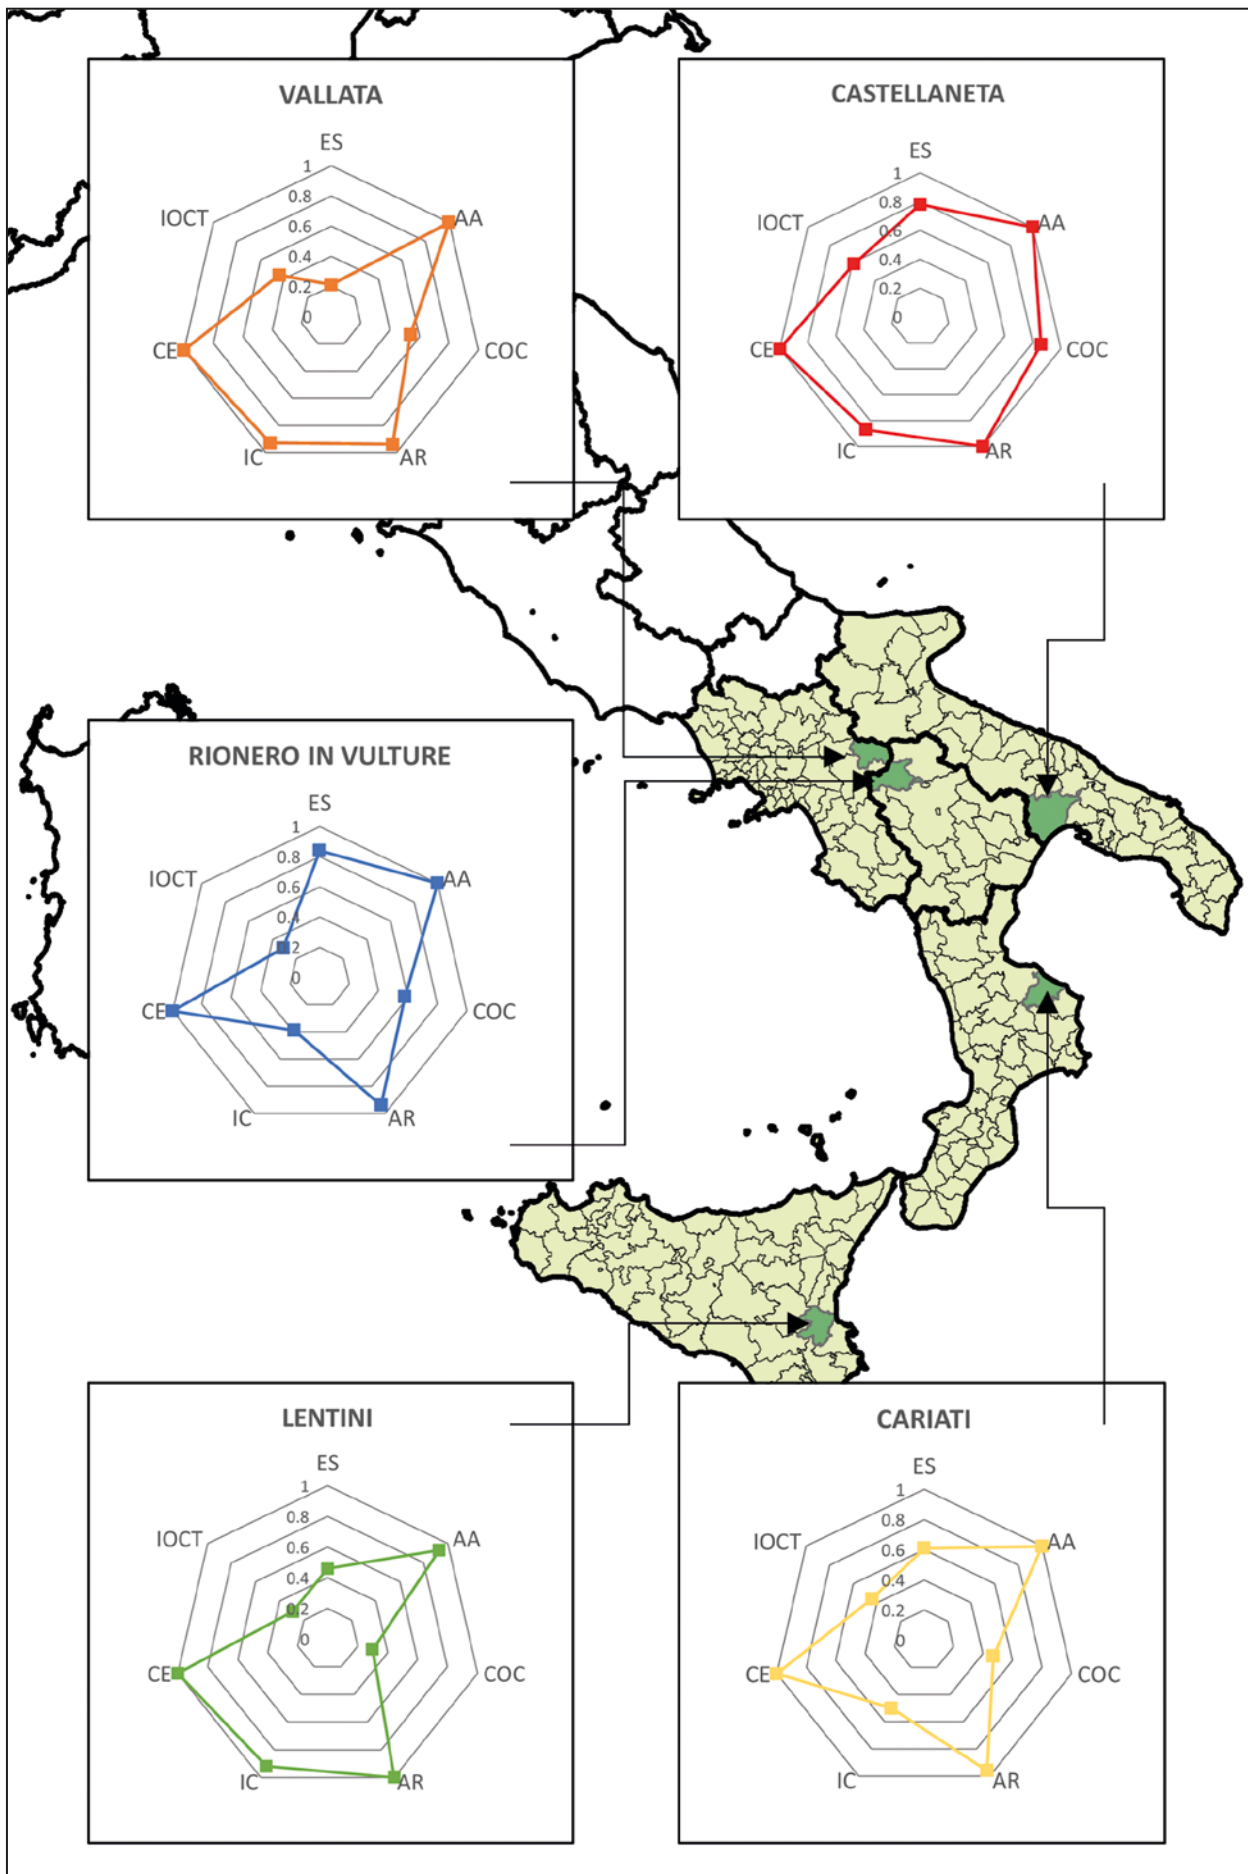 VALLATA
ES
1
0.8
0.6
0.4
0.2
0
AA
COC
AR
IC
CE
IOCT
CASTELLANETA
ES
1
0.8
0.6
0.4
0.2
0
AA
COC
AR
IC
CE
IOCT
RIONERO IN VULTURE
ES
1
0.8
0.6
0.4
0.2
0
AA
COC
AR
IC
CE
IOCT
LENTINI
ES
1
0.8
0.6
0.4
0.2
0
AA
COC
AR
IC
CE
IOCT
CARIATI
ES
1
0.8
0.6
0.4
0.2
0
AA
COC
AR
IC
CE
IOCT